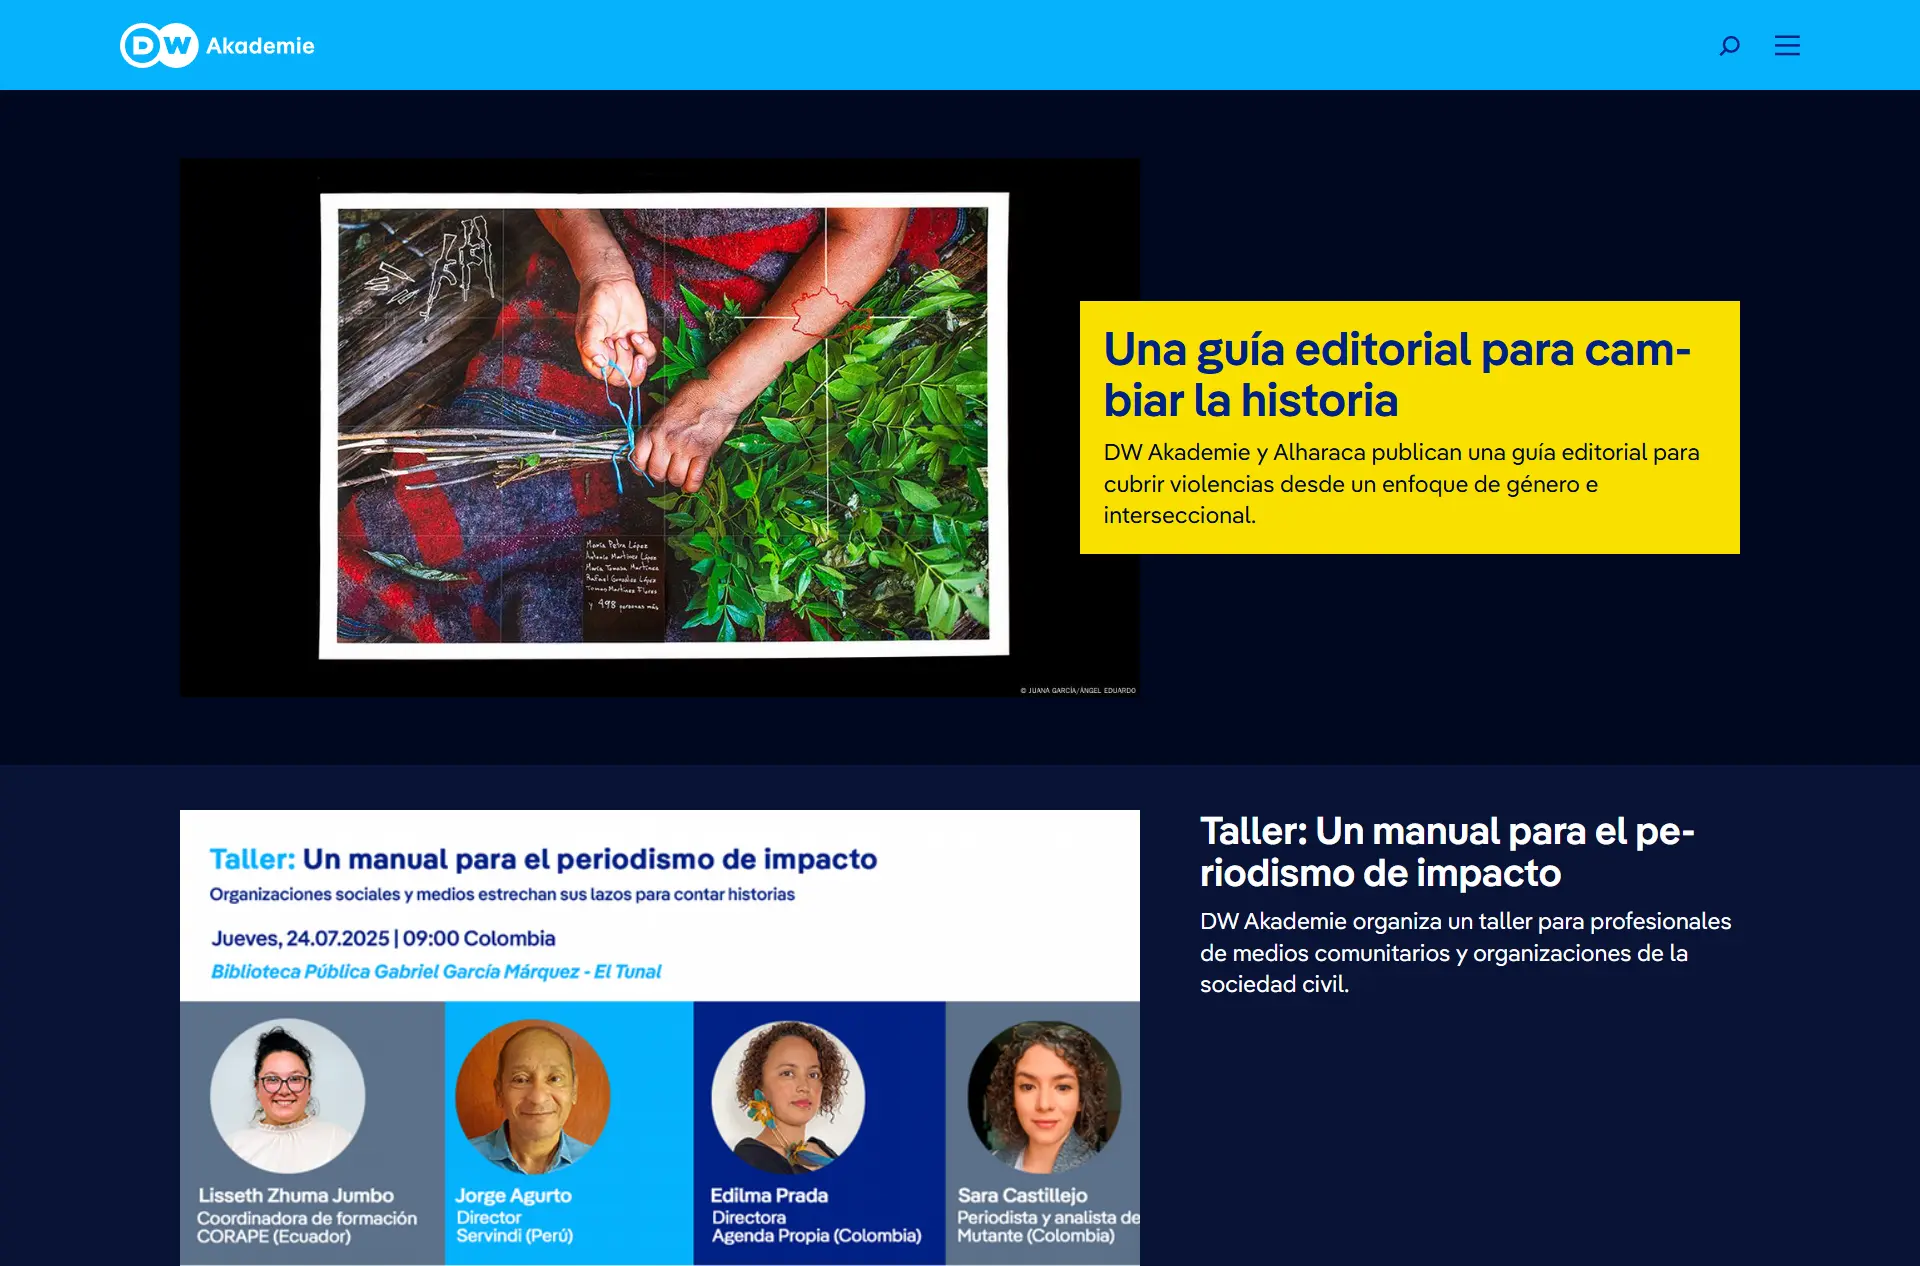 DW Akademie
María Petra López
Antonio Martínez López
María Tomasa Martínez
Rafael González López
Tomas Martínez Flores
y 498 personas más
Una guía editorial para cam-
biar la historia
DW Akademie y Alharaca publican una guía editorial para
cubrir violencias desde un enfoque de género e
interseccional.
© JUANA GARCÍA/ÁNGEL EDUARDO
Taller: Un manual para el periodismo de impacto
Organizaciones sociales y medios estrechan sus lazos para contar historias
Jueves, 24.07.2025 | 09:00 Colombia
Biblioteca Pública Gabriel García Márquez - El Tunal
Lisseth Zhuma Jumbo
Coordinadora de formación
CORAPE (Ecuador)
Jorge Agurto
Director
Servindi (Perú)
Edilma Prada
Directora
Agenda Propia (Colombia)
Sara Castillejo
Periodista y analista de
Mutante (Colombia)
Taller: Un manual para el pe-
riodismo de impacto
DW Akademie organiza un taller para profesionales
de medios comunitarios y organizaciones de la
sociedad civil.